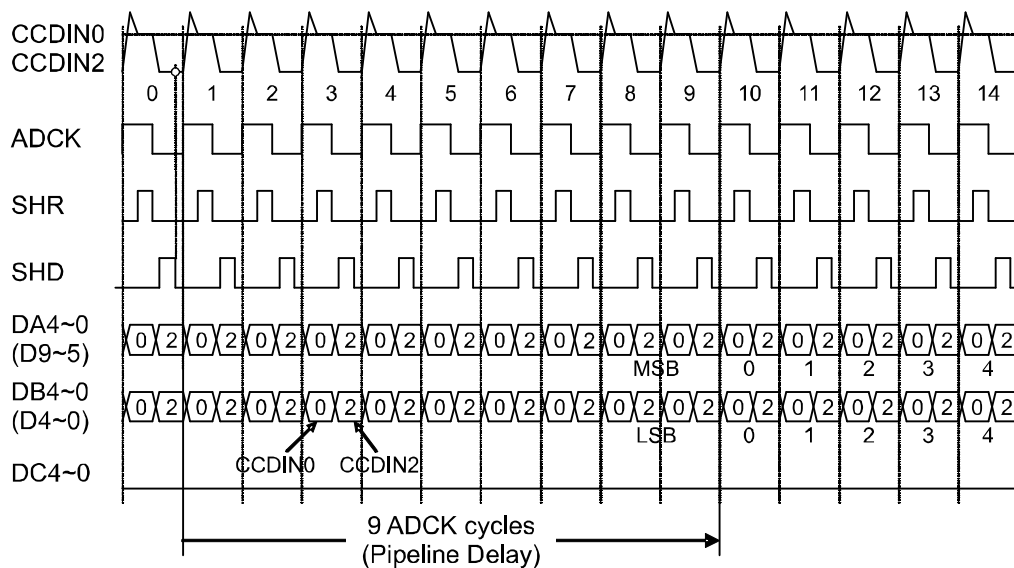 CCDIN0
CCDIN2
0 1 2 3 4 5 6 7 8 9 10 11 12 13 14
ADCK
SHR
SHD
DA4~0
(D9~5)
0 2 0 2 0 2 0 2 0 2 0 2 0 2 0 2 0 2 0 2 0 2 0 2 0 2 0 2 0 2
MSB 0 1 2 3 4
DB4~0
(D4~0)
0 2 0 2 0 2 0 2 0 2 0 2 0 2 0 2 0 2 0 2 0 2 0 2 0 2 0 2 0 2
LSB 0 1 2 3 4
CCDIN0 CCDIN2
DC4~0
9 ADCK cycles
(Pipeline Delay)